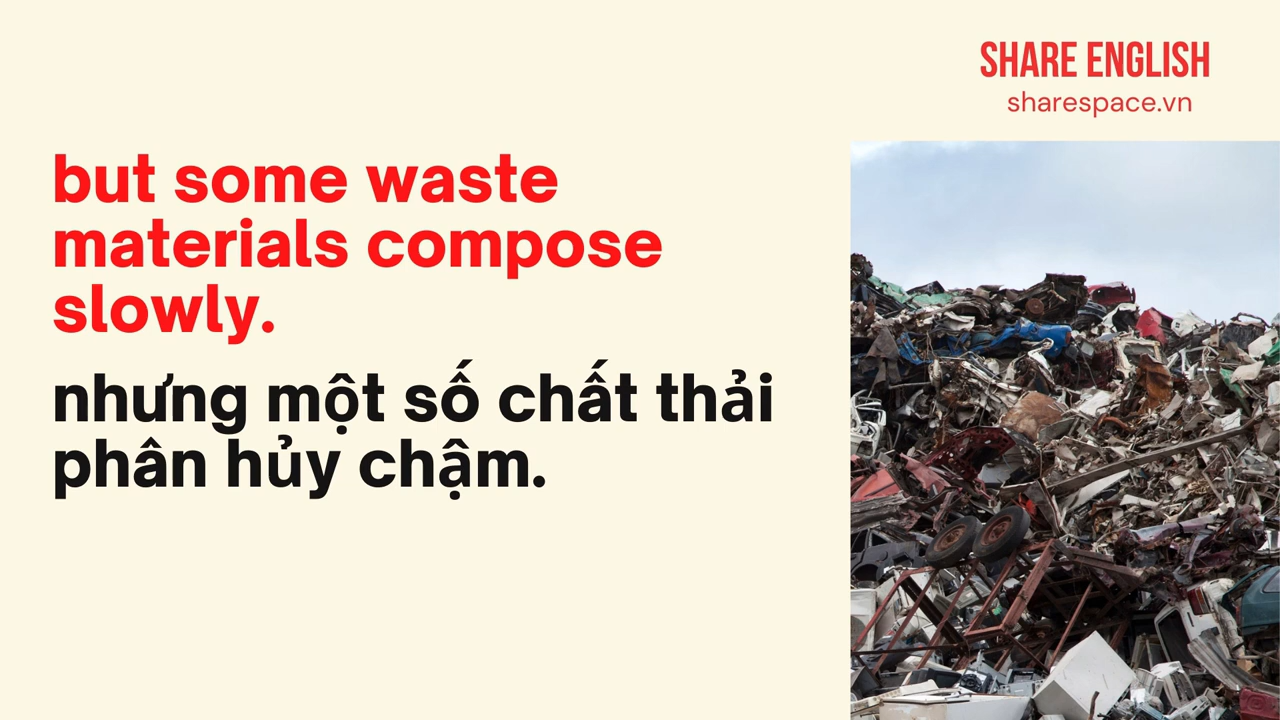 SHARE ENGLISH
sharespace.vn
but some waste
materials compose
slowly.
nhưng một số chất thải
phân hủy chậm.